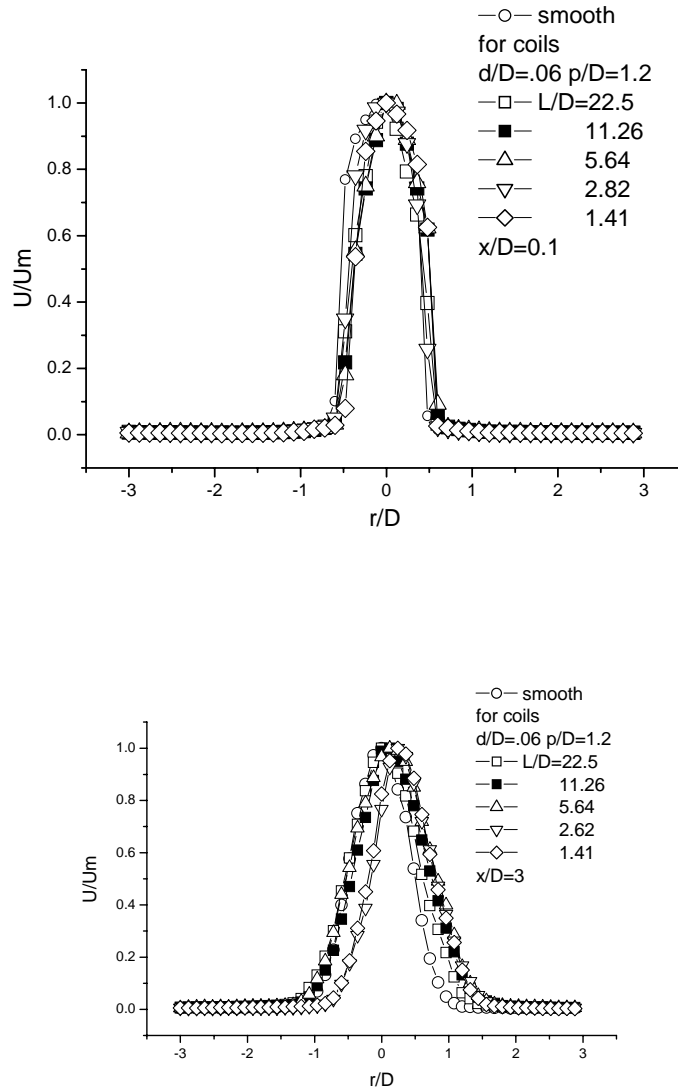 smooth
for coils
d/D=.06 p/D=1.2
L/D=22.5
11.26
5.64
2.82
1.41
x/D=0.1
1.0
0.8
0.6
0.4
0.2
0.0
U/Um
-3 -2 -1 0 1 2 3
r/D
smooth
for coils
d/D=.06 p/D=1.2
L/D=22.5
11.26
5.64
2.62
1.41
x/D=3
1.0
0.8
0.6
0.4
0.2
0.0
U/Um
-3 -2 -1 0 1 2 3
r/D